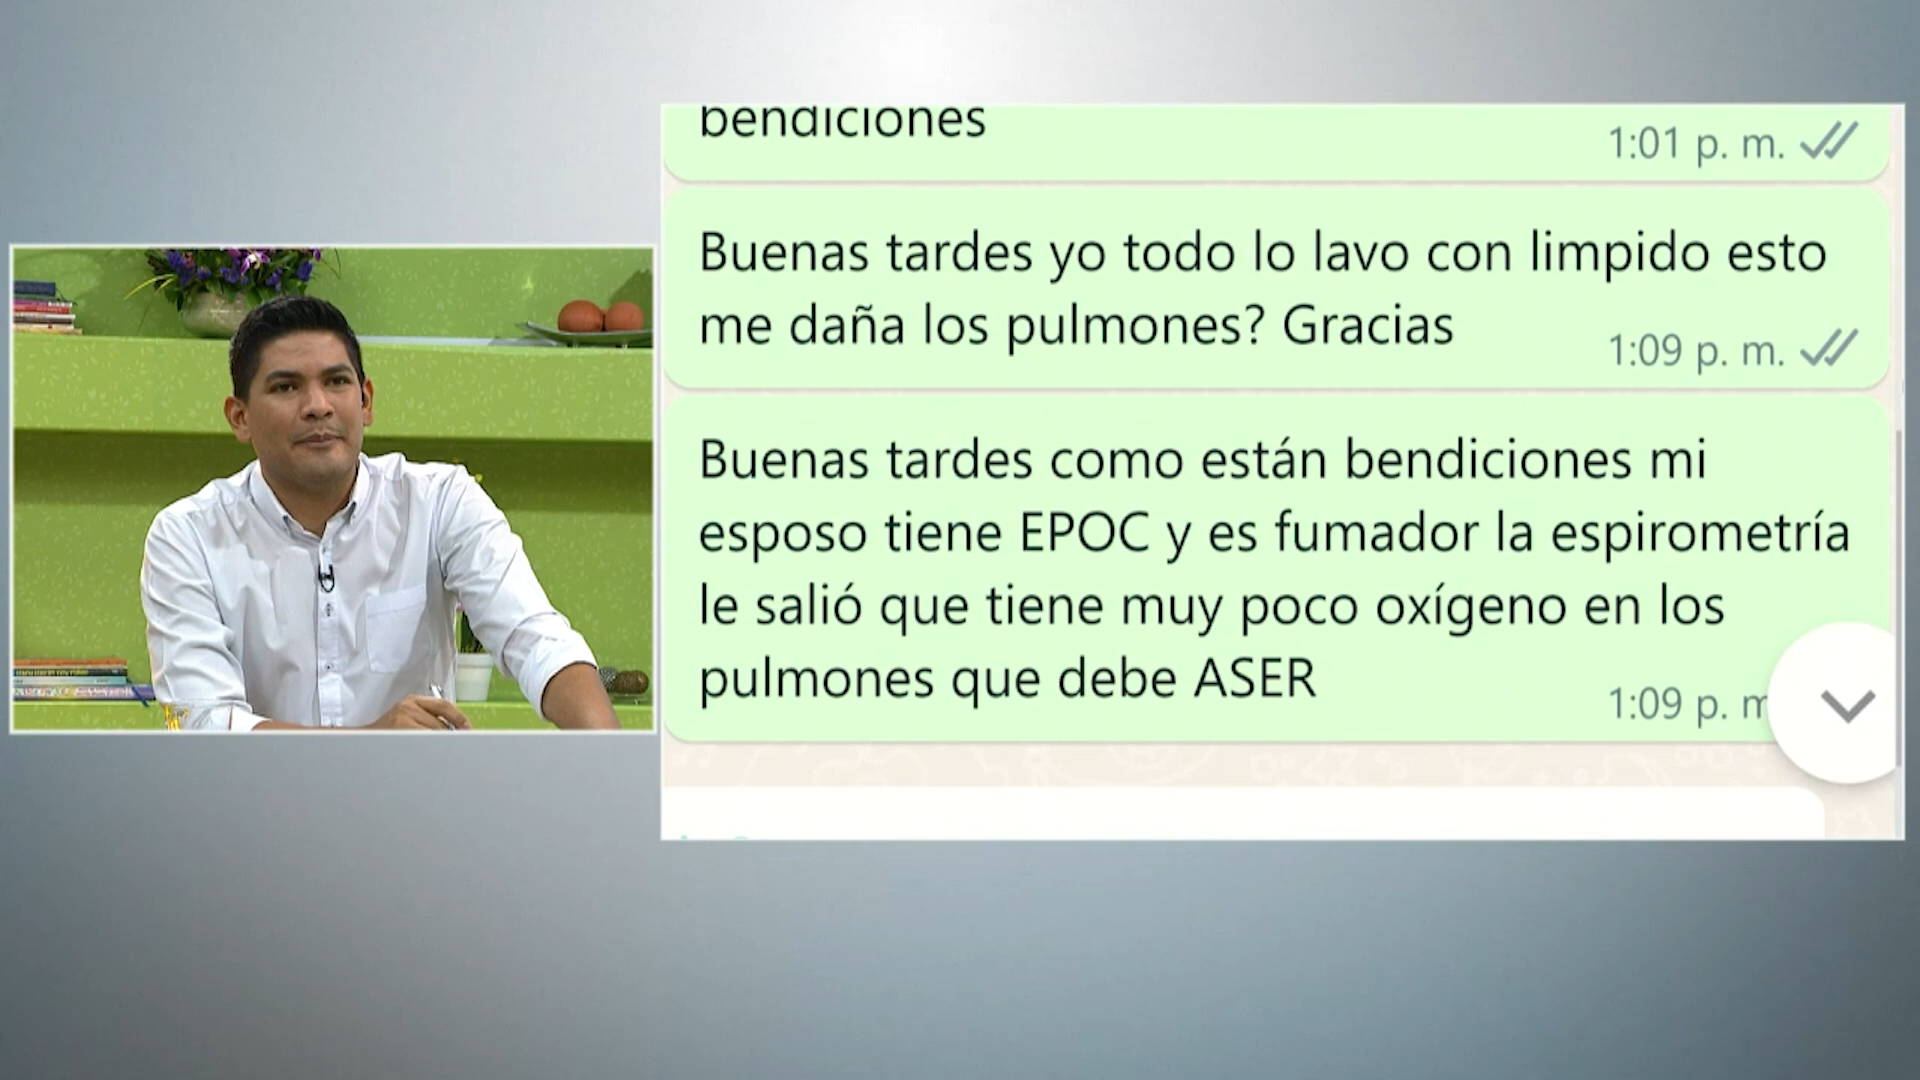 bendiciones
1:01 p. m.
Buenas tardes yo todo lo lavo con limpido esto
me daña los pulmones? Gracias
1:09 p. m.
Buenas tardes como están bendiciones mi
esposo tiene EPOC y es fumador la espirometría
le salió que tiene muy poco oxígeno en los
pulmones que debe ASER
1:09 p. m